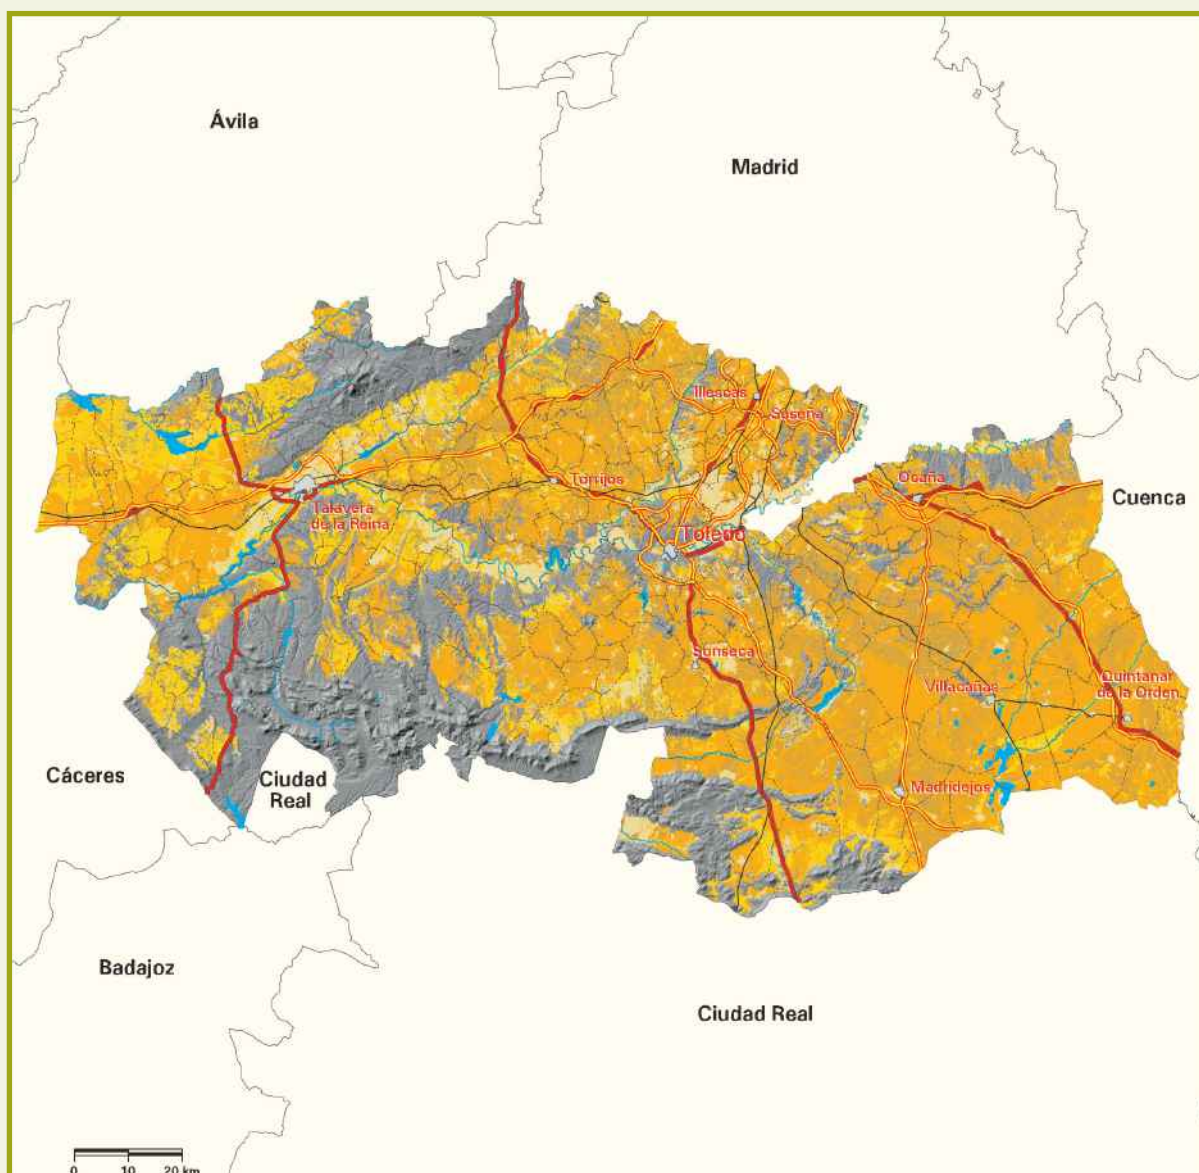 Ávila
Madrid
Illescas
Seseña
Ocaña
Cuenca
Torrijos
Talavera
de la Reina
Toledo
Sonseca
Villacañas
Quintanar
de la Orden
Cáceres
Ciudad
Real
Madridejos
Badajoz
Ciudad Real
0 10 20 km